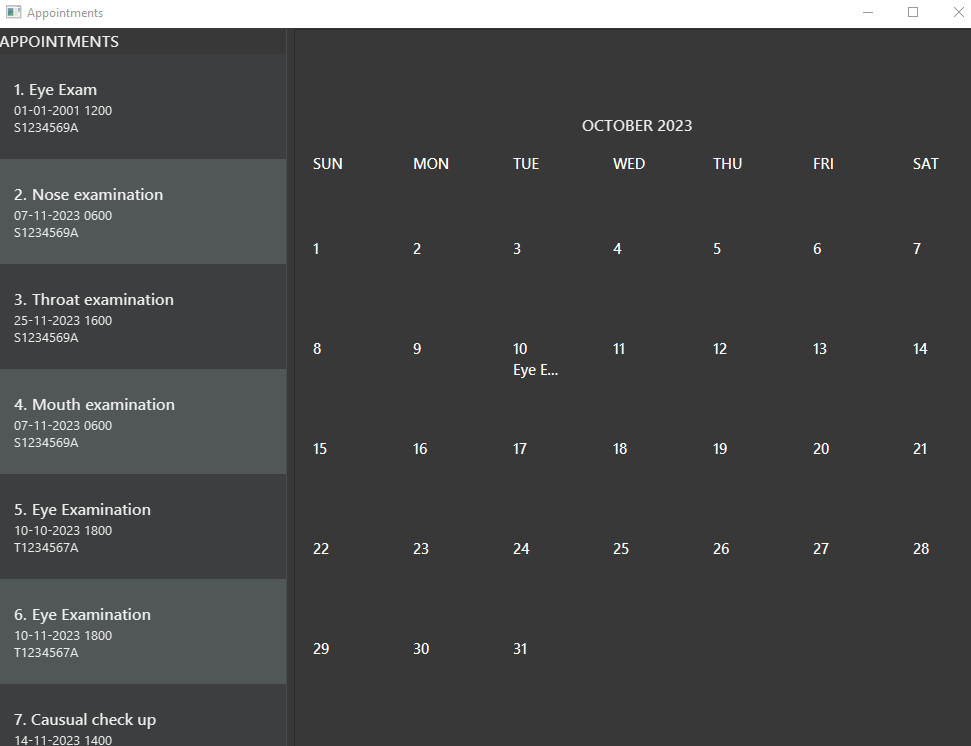 Appointments
APPOINTMENTS
1. Eye Exam
01-01-2001 1200
S1234569A
2. Nose examination
07-11-2023 0600
S1234569A
3. Throat examination
25-11-2023 1600
S1234569A
4. Mouth examination
07-11-2023 0600
S1234569A
5. Eye Examination
10-10-2023 1800
T1234567A
6. Eye Examination
10-11-2023 1800
T1234567A
7. Causual check up
14-11-2023 1400
OCTOBER 2023
SUN MON TUE WED THU FRI SAT
1 2 3 4 5 6 7
8 9 10 11 12 13 14
Eye E...
15 16 17 18 19 20 21
22 23 24 25 26 27 28
29 30 31